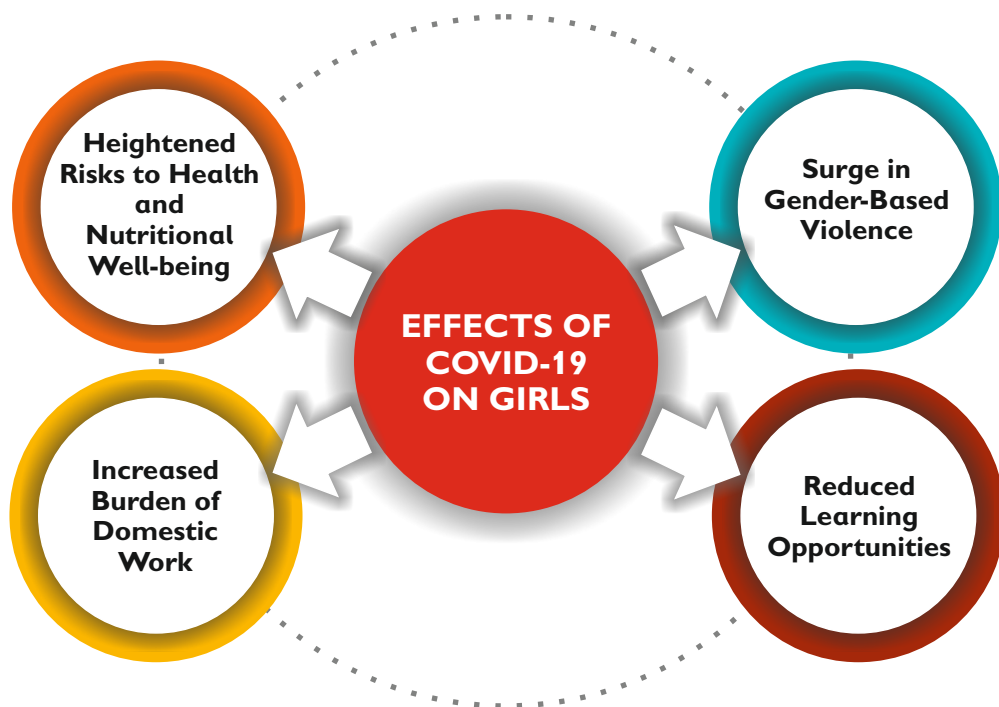 Heightened
Risks to Health
and
Nutritional
Well-being
Surge in
Gender-Based
Violence
EFFECTS OF
COVID-19
ON GIRLS
Increased
Burden of
Domestic
Work
Reduced
Learning
Opportunities